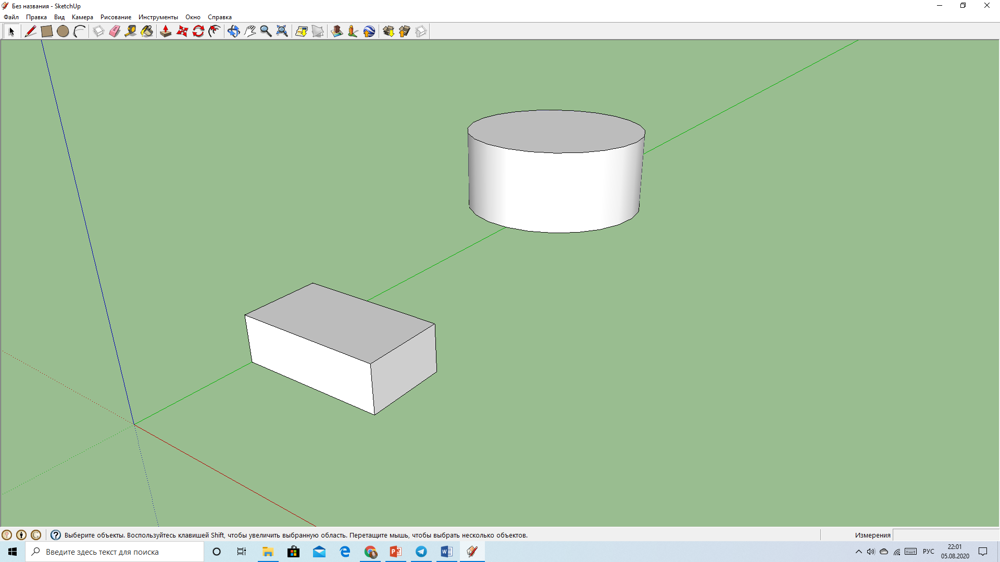 Без названия - SketchUp
Файл Правка Вид Камера Рисование Инструменты Окно Справка
Выберите объекты. Воспользуйтесь клавишей Shift, чтобы увеличить выбранную область. Перетащите мышь, чтобы выбрать несколько объектов.
Измерения
Введите здесь текст для поиска
РУС
22:01
05.08.2020